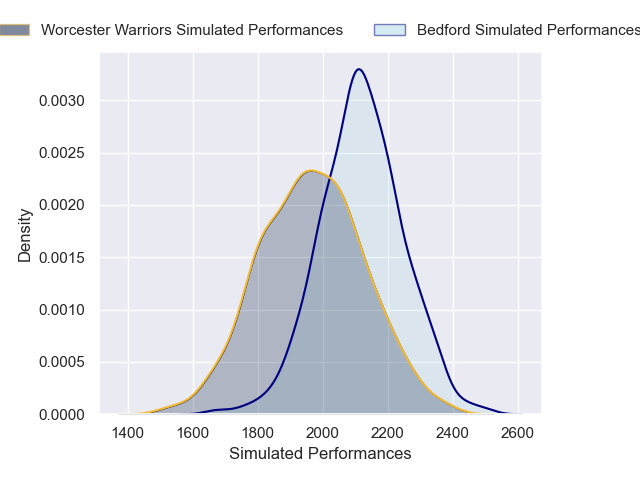 Worcester Warriors Simulated Performances
Bedford Simulated Performances
0.0030
0.0025
0.0020
0.0015
0.0010
0.0005
0.0000
Density
1400 1600 1800 2000 2200 2400 2600
Simulated Performances